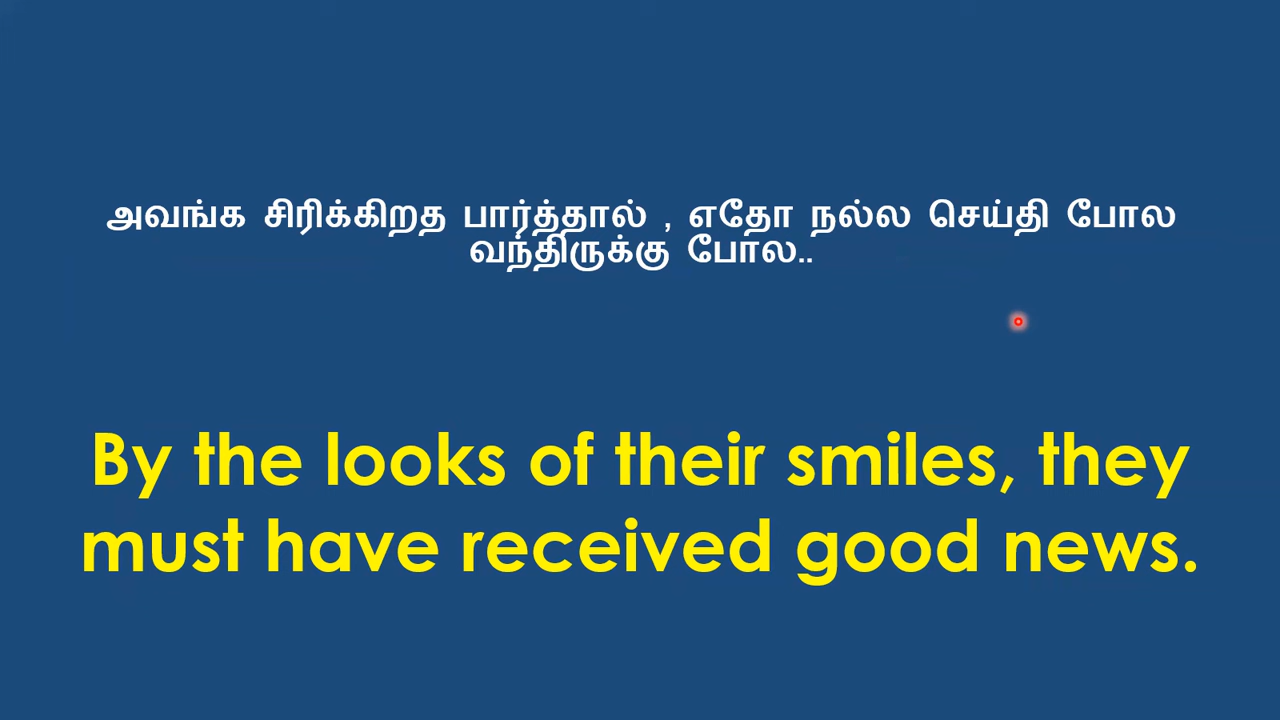 அவங்க சிரிக்கிறத பார்த்தால் , எதோ நல்ல செய்தி போல
வந்திருக்கு போல..
By the looks of their smiles, they
must have received good news.